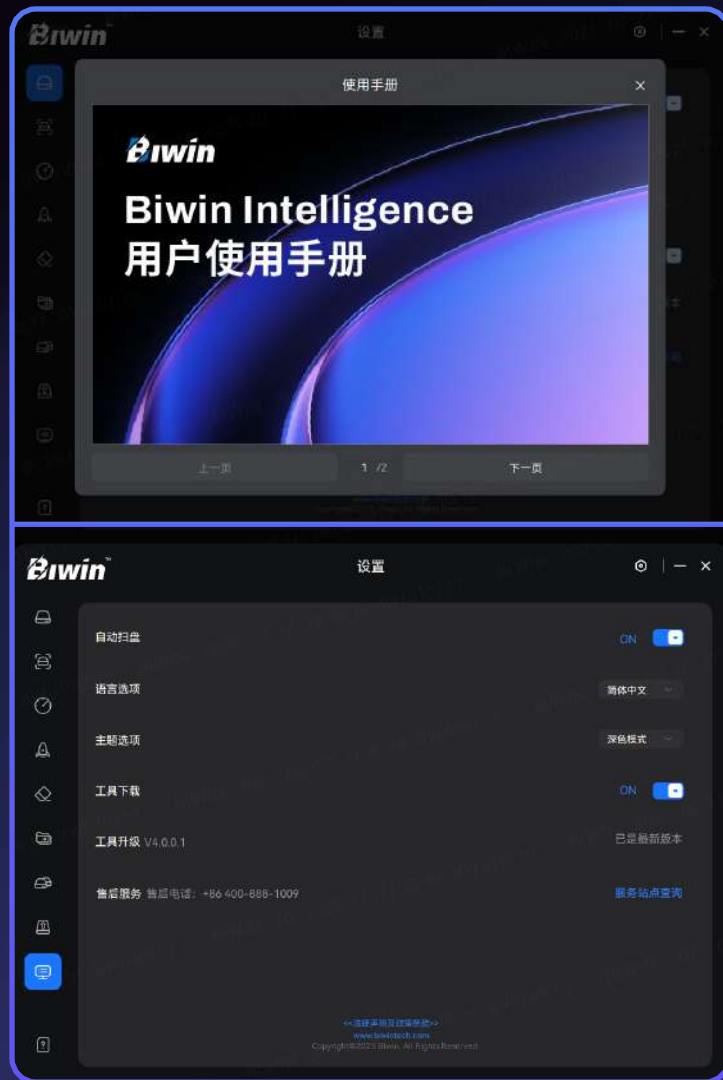 Biwin
设置
使用手册
Biwin
Biwin Intelligence
用户使用手册
上一页
1 /2
下一页
Biwin
设置
自动扫盘
ON
语言选项
简体中文
主题选项
深色模式
工具下载
ON
工具升级 V4.0.0.1
已是最新版本
售后服务 售后电话：+86 400-888-1009
服务站点查询
www.biwintech.com
Copyright©2023 Biwin. All Rights Reserved